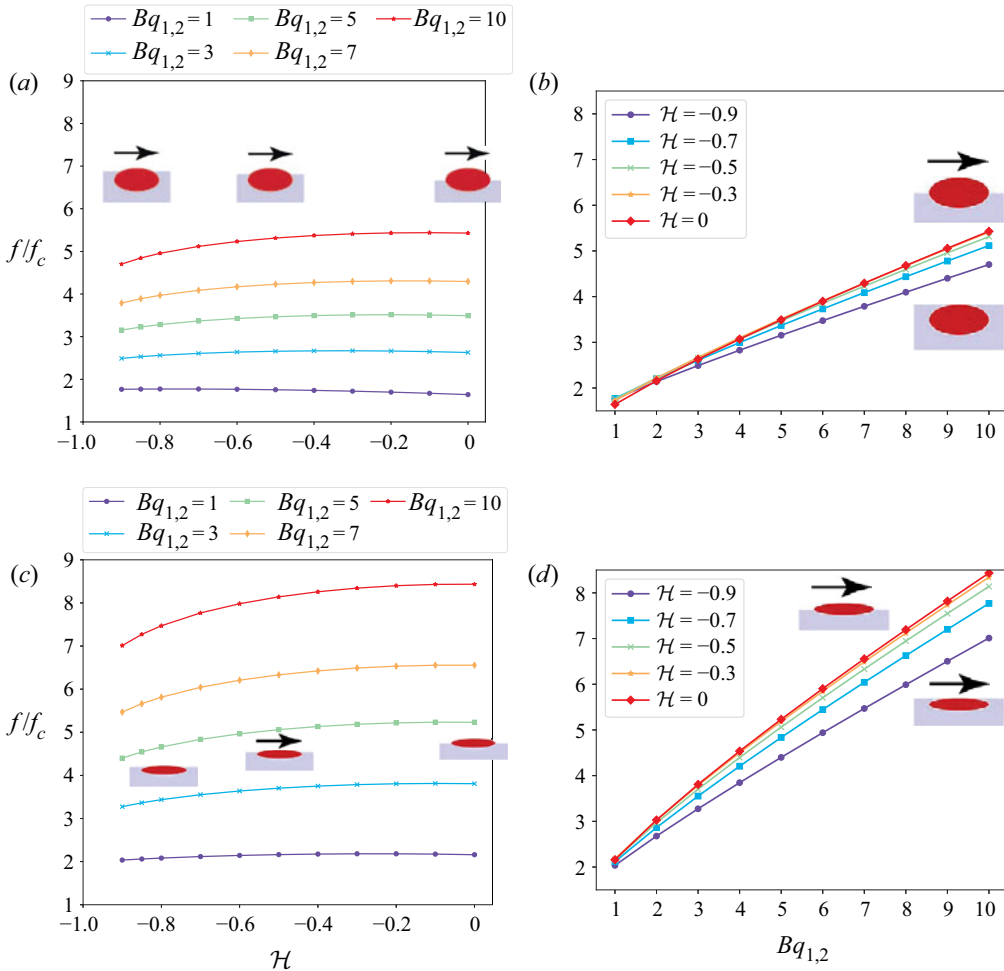 Bq1,2 = 1 Bq1,2 = 5 Bq1,2 = 10
Bq1,2 = 3 Bq1,2 = 7
(a)
9
8
7
6
5
4
3
2
1
f/fc
−1.0 −0.8 −0.6 −0.4 −0.2 0
(b)
ℋ = −0.9
ℋ = −0.7
ℋ = −0.5
ℋ = −0.3
ℋ = 0
8
7
6
5
4
3
2
1 2 3 4 5 6 7 8 9 10
Bq1,2 = 1 Bq1,2 = 5 Bq1,2 = 10
Bq1,2 = 3 Bq1,2 = 7
(c)
9
8
7
6
5
4
3
2
1
f/fc
−1.0 −0.8 −0.6 −0.4 −0.2 0
ℋ
(d)
ℋ = −0.9
ℋ = −0.7
ℋ = −0.5
ℋ = −0.3
ℋ = 0
8
7
6
5
4
3
2
1 2 3 4 5 6 7 8 9 10
Bq1,2